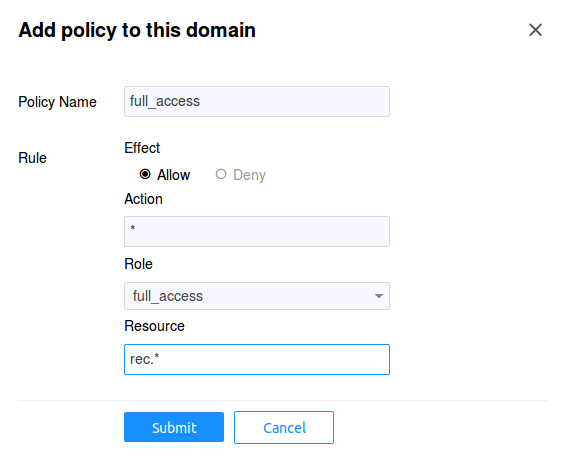 Add policy to this domain
Policy Name
full_access
Rule
Effect
Allow
Deny
Action
*
Role
full_access
Resource
rec.*
Submit
Cancel